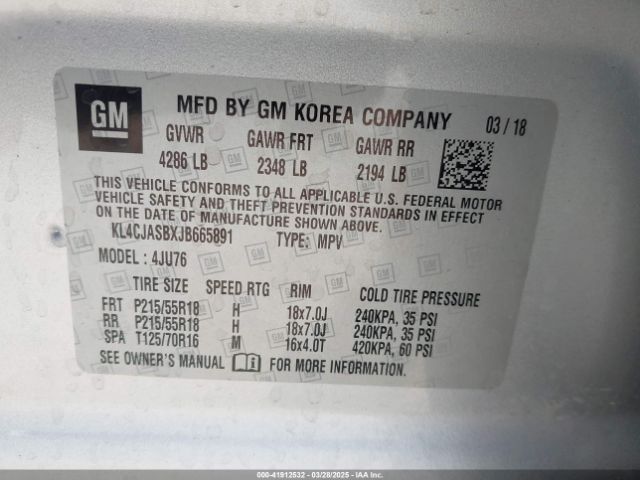 GM MFD BY GM KOREA COMPANY 03 / 18
GVWR GAWR FRT GAWR RR
4286 LB 2348 LB 2194 LB
THIS VEHICLE CONFORMS TO ALL APPLICABLE U.S. FEDERAL MOTOR
VEHICLE SAFETY AND THEFT PREVENTION STANDARDS IN EFFECT
ON THE DATE OF MANUFACTURE SHOWN ABOVE.
KL4CJASBXJB665891 TYPE: MPV
MODEL : 4JU76
TIRE SIZE SPEED RTG RIM COLD TIRE PRESSURE
FRT P215/55R18 H 18x7.0J 240KPA, 35 PSI
RR P215/55R18 H 18x7.0J 240KPA, 35 PSI
SPA T125/70R16 M 16x4.0T 420KPA, 60 PSI
SEE OWNER'S MANUAL FOR MORE INFORMATION.
000-41912532 - 03/28/2025 - IAA Inc.